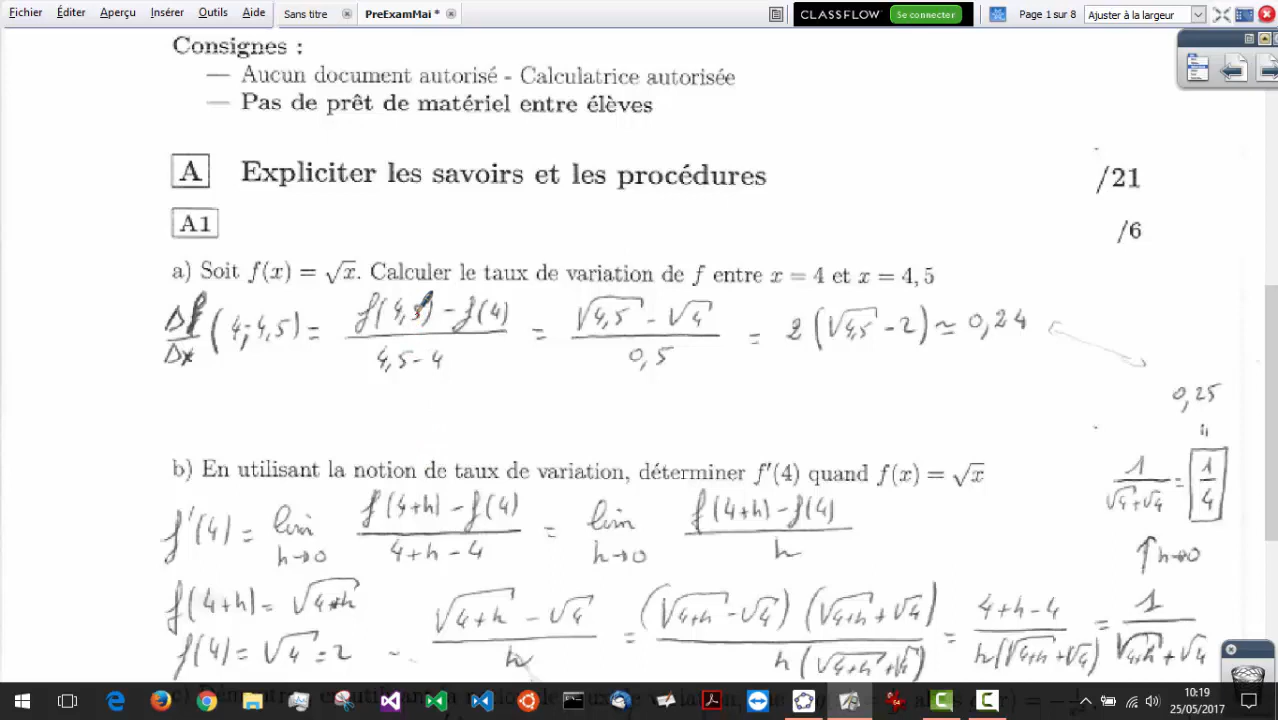 Fichier Éditer Aperçu Insérer Outils Aide Sans titre PreExamMai * CLASSFLOW Se connecter Page 1 sur 8 Ajuster à la largeur
Consignes :
— Aucun document autorisé - Calculatrice autorisée
— Pas de prêt de matériel entre élèves
A Expliciter les savoirs et les procédures /21
A1 /6
a) Soit f(x) = √x. Calculer le taux de variation de f entre x = 4 et x = 4, 5
Δf/Δx (4; 4,5) = (f(4,5) - f(4))/(4,5 - 4) = (√4,5 - √4)/0,5 = 2(√4,5 - 2) ≃ 0,24
0,25
b) En utilisant la notion de taux de variation, déterminer f′(4) quand f(x) = √x
1/(√4+√4) = 1/4
f'(4) = lim h→0 (f(4+h) - f(4))/(4+h-4) = lim h→0 (f(4+h) - f(4))/h
↑ h→0
f(4+h) = √4+h
f(4) = √4 = 2
(√4+h - √4)/h = (√4+h - √4)(√4+h + √4)/(h(√4+h + √4)) = (4+h-4)/(h(√4+h + √4)) = 1/(√4+h + √4)
10:19
25/05/2017